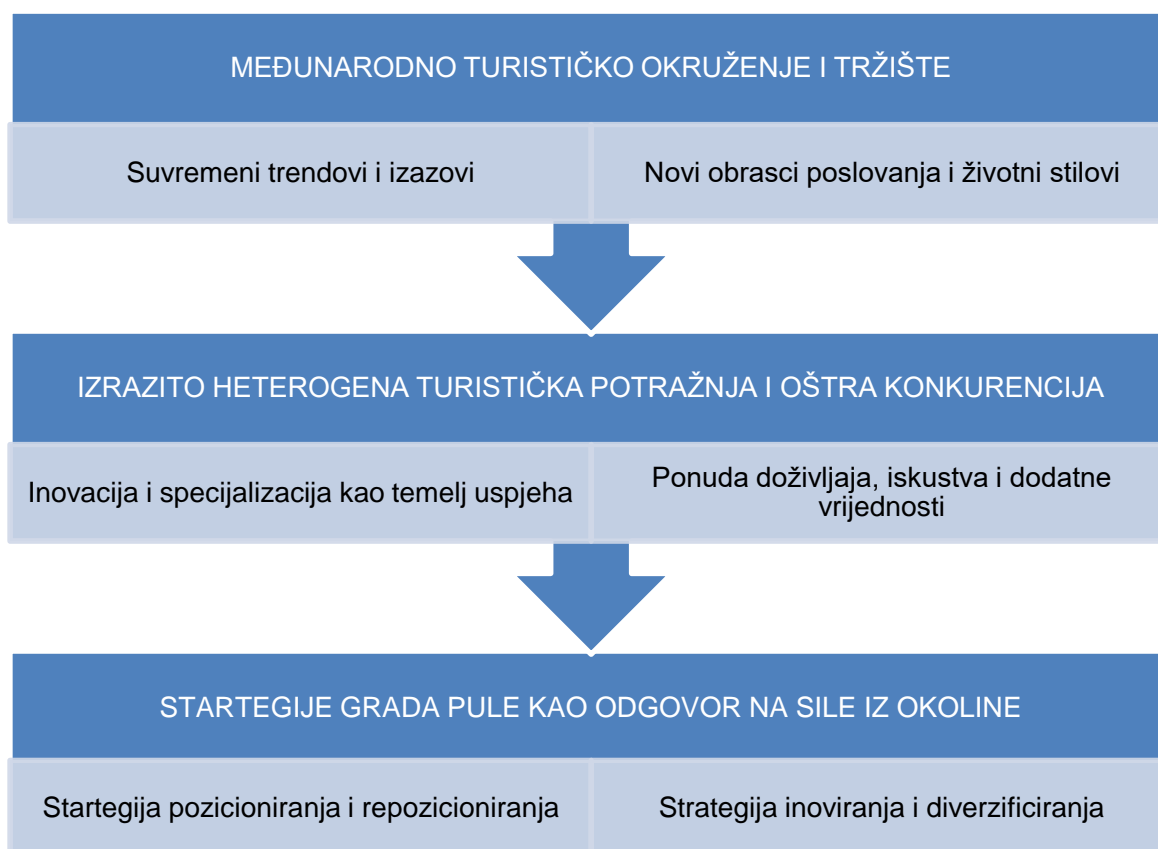 MEĐUNARODNO TURISTIČKO OKRUŽENJE I TRŽIŠTE
Suvremeni trendovi i izazovi
Novi obrasci poslovanja i životni stilovi
IZRAZITO HETEROGENA TURISTIČKA POTRAŽNJA I OŠTRA KONKURENCIJA
Inovacija i specijalizacija kao temelj uspjeha
Ponuda doživljaja, iskustva i dodatne
vrijednosti
STARTEGIJE GRADA PULE KAO ODGOVOR NA SILE IZ OKOLINE
Startegija pozicioniranja i repozicioniranja
Strategija inoviranja i diverzificiranja